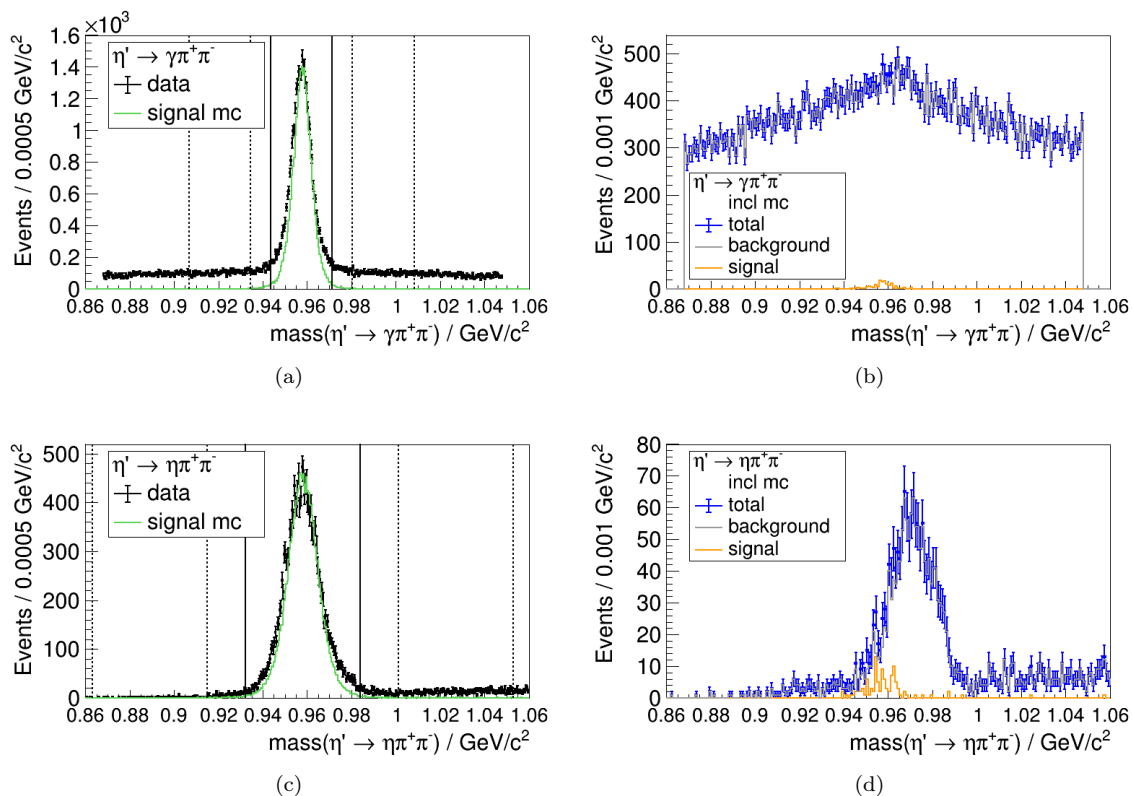 ×10³
1.6
1.4
1.2
1
0.8
0.6
0.4
0.2
0
Events / 0.0005 GeV/c²
η' → γπ⁺π⁻
data
signal mc
0.86 0.88 0.9 0.92 0.94 0.96 0.98 1 1.02 1.04 1.06
mass(η' → γπ⁺π⁻) / GeV/c²
(a)
500
400
300
200
100
0
Events / 0.001 GeV/c²
η' → γπ⁺π⁻
incl mc
total
background
signal
0.86 0.88 0.9 0.92 0.94 0.96 0.98 1 1.02 1.04 1.06
mass(η' → γπ⁺π⁻) / GeV/c²
(b)
500
400
300
200
100
0
Events / 0.0005 GeV/c²
η' → ηπ⁺π⁻
data
signal mc
0.86 0.88 0.9 0.92 0.94 0.96 0.98 1 1.02 1.04 1.06
mass(η' → ηπ⁺π⁻) / GeV/c²
(c)
80
70
60
50
40
30
20
10
0
Events / 0.001 GeV/c²
η' → ηπ⁺π⁻
incl mc
total
background
signal
0.86 0.88 0.9 0.92 0.94 0.96 0.98 1 1.02 1.04 1.06
mass(η' → ηπ⁺π⁻) / GeV/c²
(d)